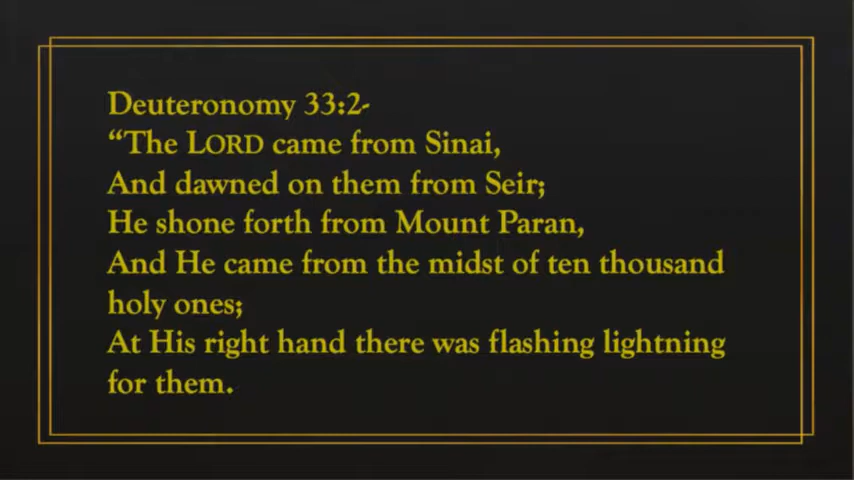 Deuteronomy 33:2-
“The LORD came from Sinai,
And dawned on them from Seir;
He shone forth from Mount Paran,
And He came from the midst of ten thousand
holy ones;
At His right hand there was flashing lightning
for them.